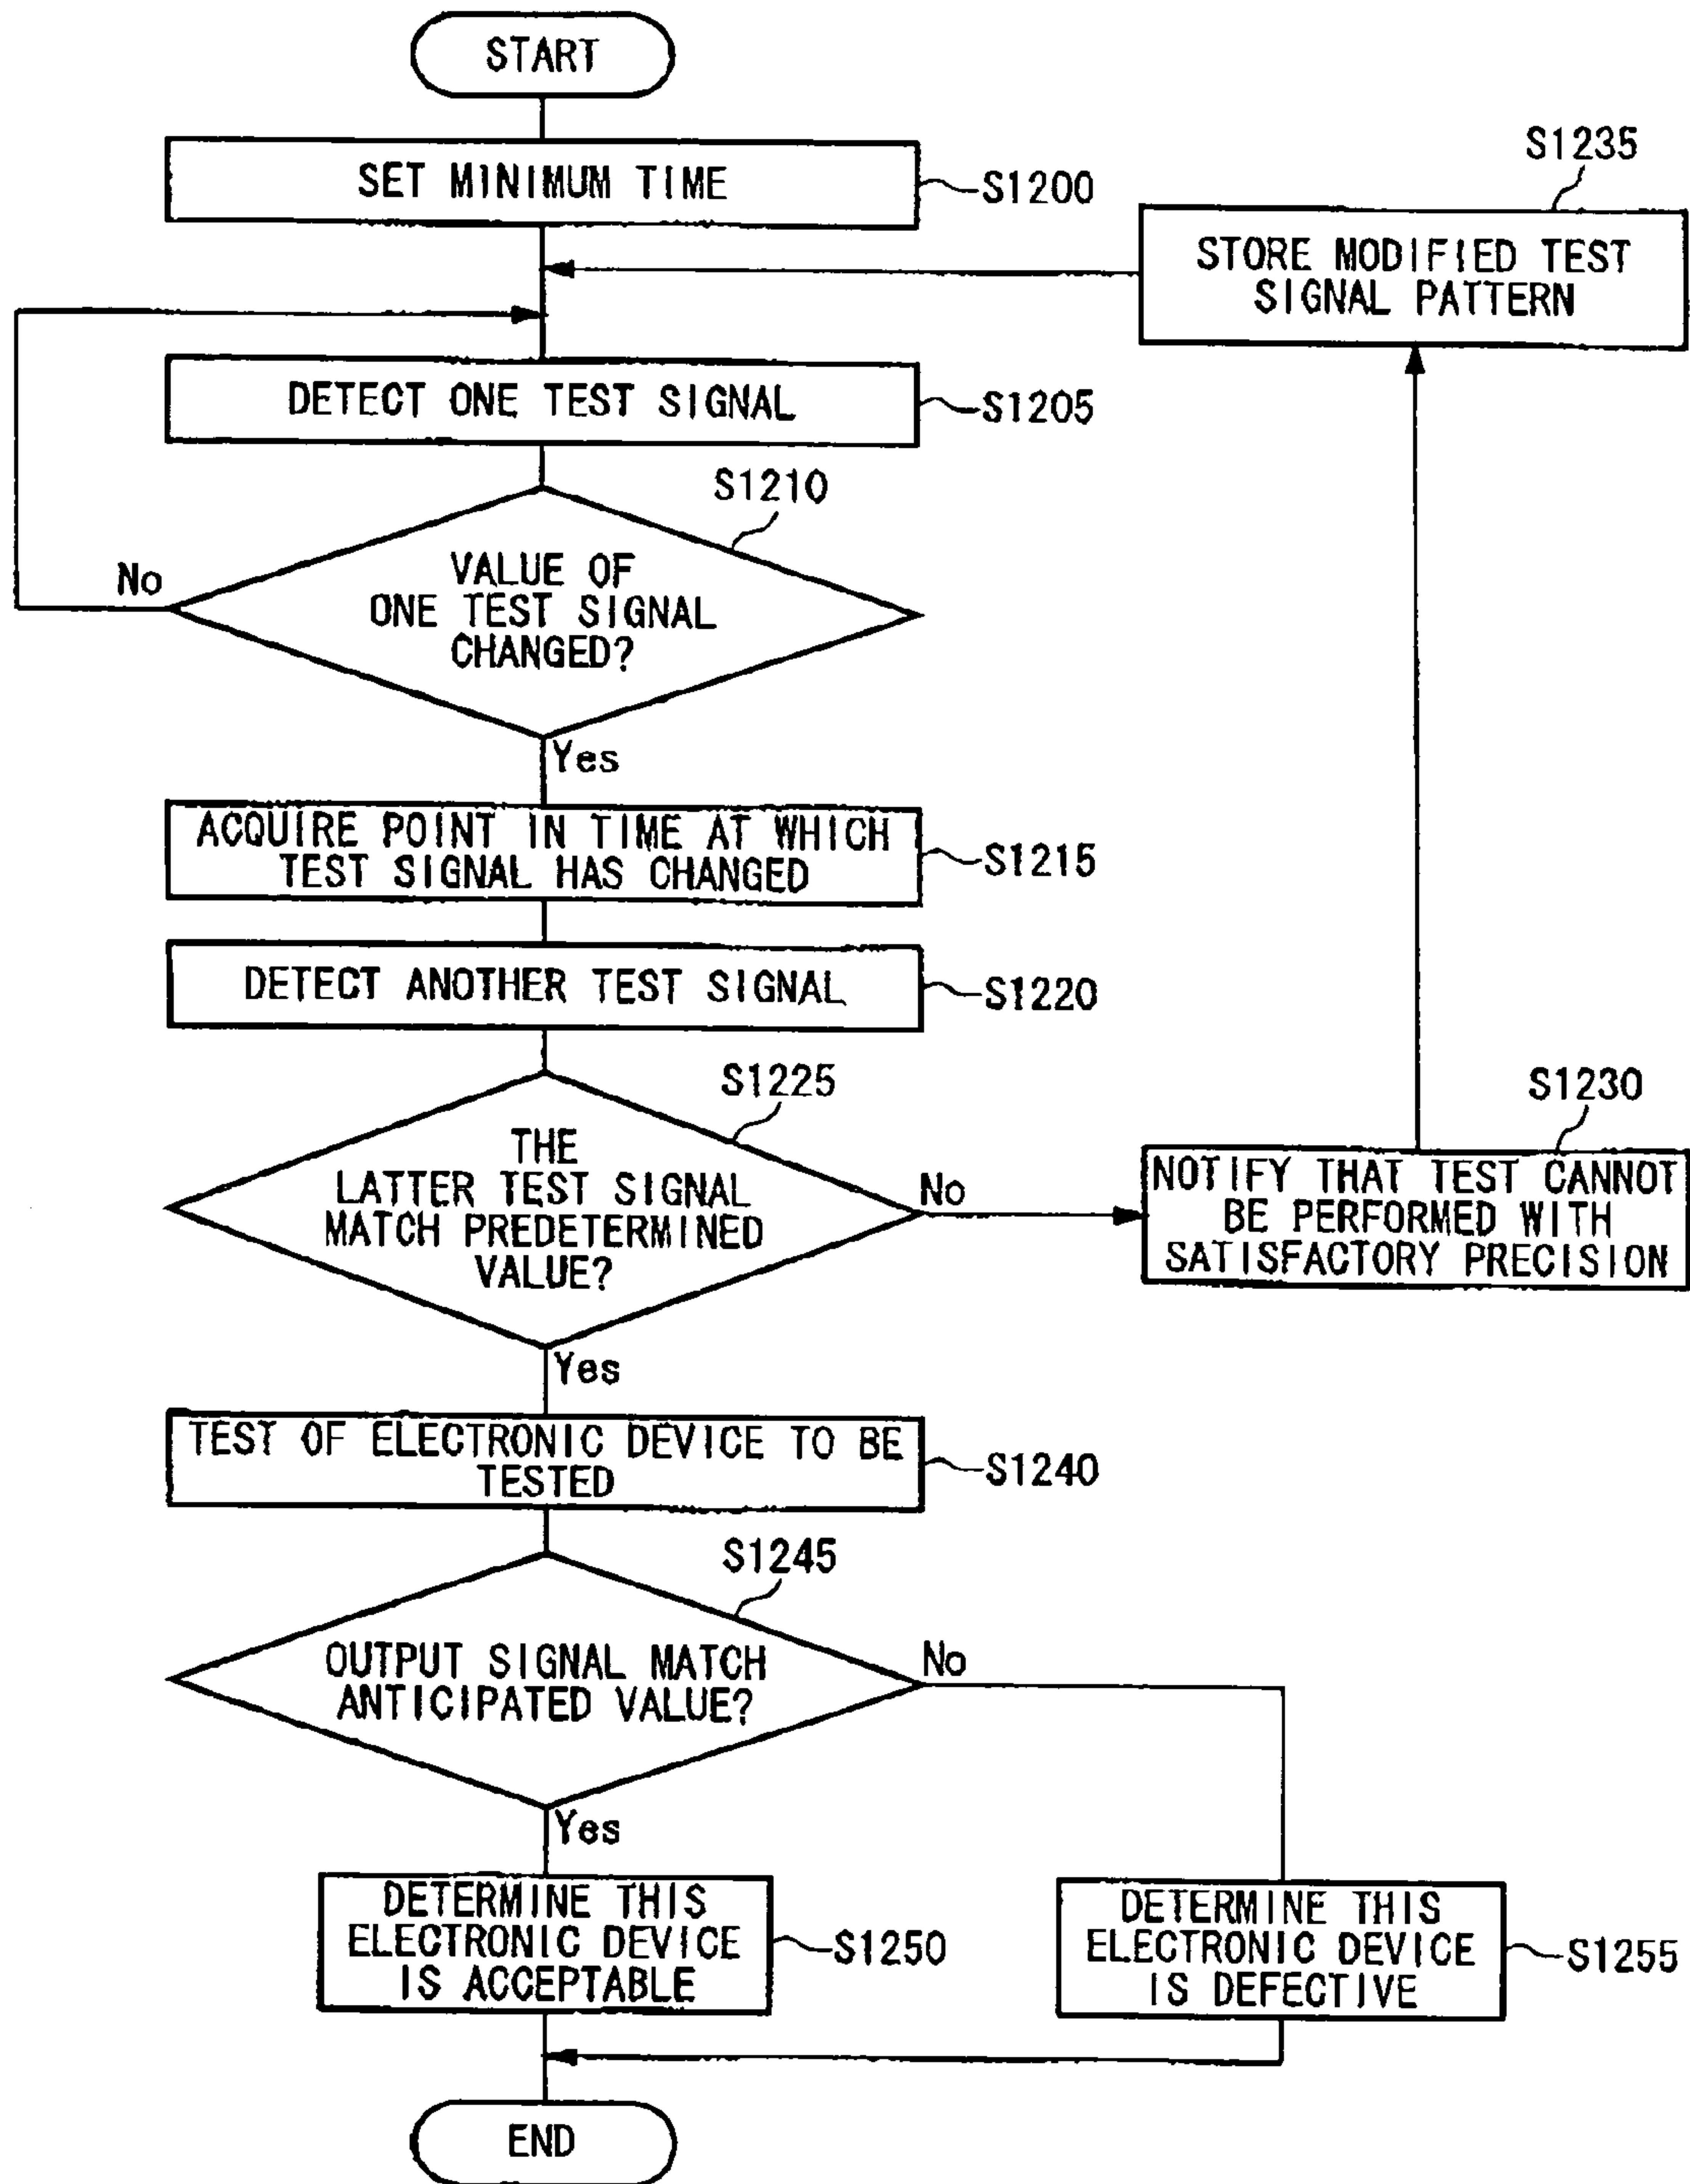 START
SET MINIMUM TIME
S1200
S1235
STORE MODIFIED TEST
SIGNAL PATTERN
DETECT ONE TEST SIGNAL
S1205
S1210
VALUE OF
ONE TEST SIGNAL
CHANGED?
No
Yes
ACQUIRE POINT IN TIME AT WHICH
TEST SIGNAL HAS CHANGED
S1215
DETECT ANOTHER TEST SIGNAL
S1220
S1225
THE
LATTER TEST SIGNAL
MATCH PREDETERMINED
VALUE?
No
Yes
S1230
NOTIFY THAT TEST CANNOT
BE PERFORMED WITH
SATISFACTORY PRECISION
TEST OF ELECTRONIC DEVICE TO BE
TESTED
S1240
S1245
OUTPUT SIGNAL MATCH
ANTICIPATED VALUE?
No
Yes
DETERMINE THIS
ELECTRONIC DEVICE
IS ACCEPTABLE
S1250
DETERMINE THIS
ELECTRONIC DEVICE
IS DEFECTIVE
S1255
END